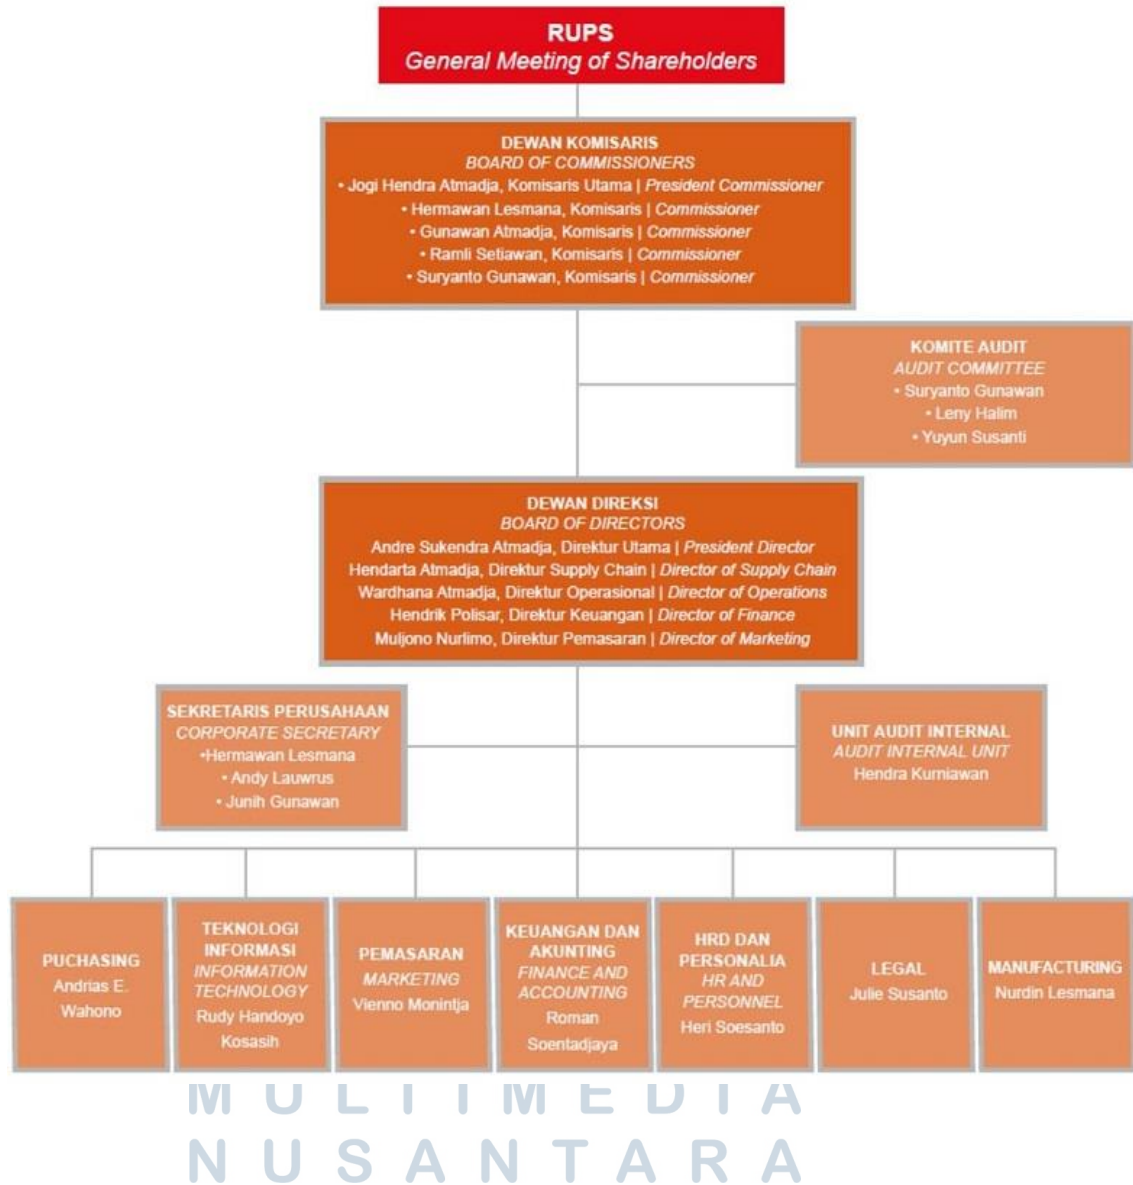 RUPS
General Meeting of Shareholders
DEWAN KOMISARIS
BOARD OF COMMISSIONERS
• Jogi Hendra Atmadja, Komisaris Utama | President Commissioner
• Hermawan Lesmana, Komisaris | Commissioner
• Gunawan Atmadja, Komisaris | Commissioner
• Ramli Setiawan, Komisaris | Commissioner
• Suryanto Gunawan, Komisaris | Commissioner
KOMITE AUDIT
AUDIT COMMITTEE
• Suryanto Gunawan
• Leny Halim
• Yuyun Susanti
DEWAN DIREKSI
BOARD OF DIRECTORS
Andre Sukendra Atmadja, Direktur Utama | President Director
Hendarta Atmadja, Direktur Supply Chain | Director of Supply Chain
Wardhana Atmadja, Direktur Operasional | Director of Operations
Hendrik Polisar, Direktur Keuangan | Director of Finance
Muljono Nurlimo, Direktur Pemasaran | Director of Marketing
SEKRETARIS PERUSAHAAN
CORPORATE SECRETARY
•Hermawan Lesmana
• Andy Lauwrus
• Junih Gunawan
UNIT AUDIT INTERNAL
AUDIT INTERNAL UNIT
Hendra Kurniawan
PUCHASING
Andrias E.
Wahono
TEKNOLOGI
INFORMASI
INFORMATION
TECHNOLOGY
Rudy Handoyo
Kosasih
PEMASARAN
MARKETING
Vienno Monintja
KEUANGAN DAN
AKUNTING
FINANCE AND
ACCOUNTING
Roman
Soentadjaya
HRD DAN
PERSONALIA
HR AND
PERSONNEL
Heri Soesanto
LEGAL
Julie Susanto
MANUFACTURING
Nurdin Lesmana
MULTIMEDIA
NUSANTARA